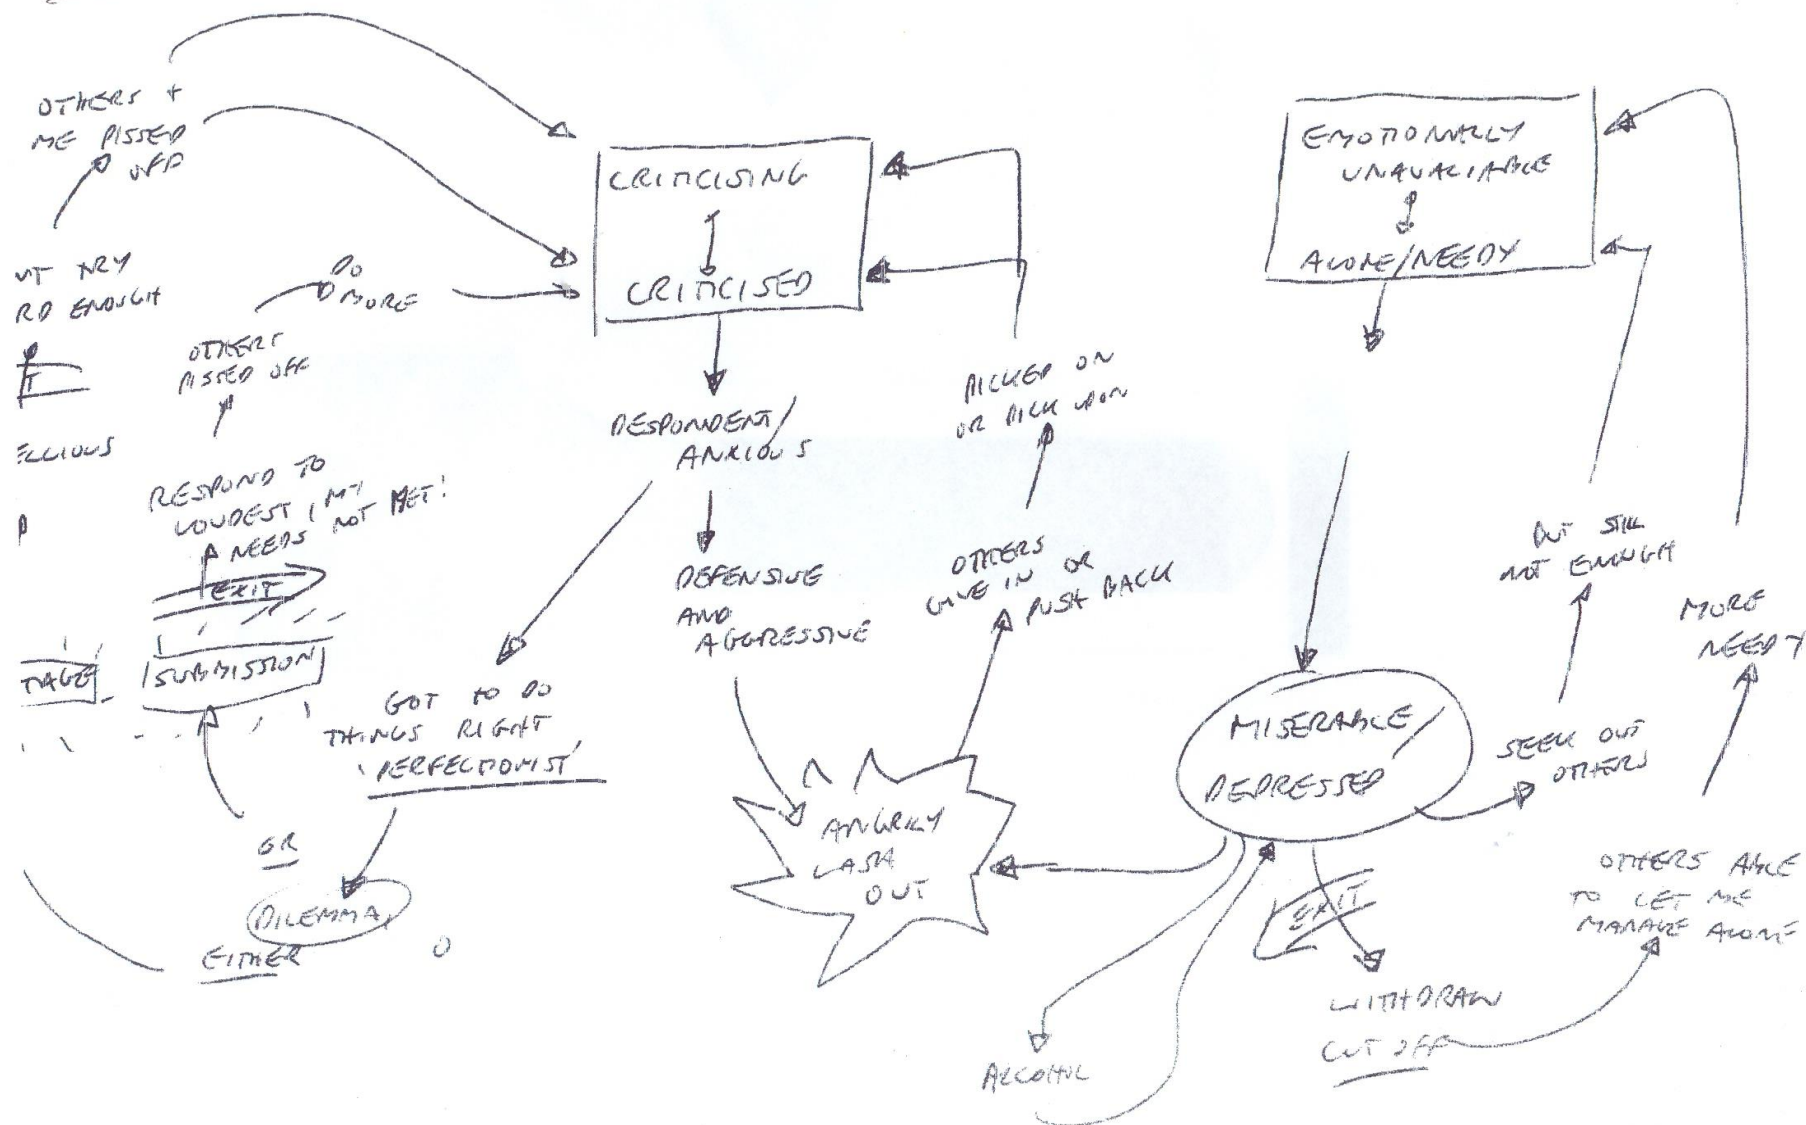 OTHERS +
ME PISSED
OFF
RD ENOUGH
DO
MORE
OTHERS
PISSED OFF
RESPOND TO
LOUDEST, MY
NEEDS NOT MET!
EXIT
SUBMISSION
OR
DILEMMA
EITHER
GOT TO DO
THINGS RIGHT
'PERFECTIONIST'
CRITICISING
CRITICISED
DESPONDENT/
ANXIOUS
DEFENSIVE
AND
AGGRESSIVE
ANGRILY
LASH
OUT
OTHERS
GIVE IN OR
PUSH BACK
PICKED ON
OR PICK UPON
EMOTIONALLY
UNAVALIABLE
ALONE/NEEDY
MISERABLE/
DEPRESSED
ALCOHOL
EXIT
WITHDRAW
CUT OFF
SEEK OUT
OTHERS
BUT STILL
NOT ENOUGH
OTHERS ABLE
TO LET ME
MANAGE ALONE
MORE
NEEDY